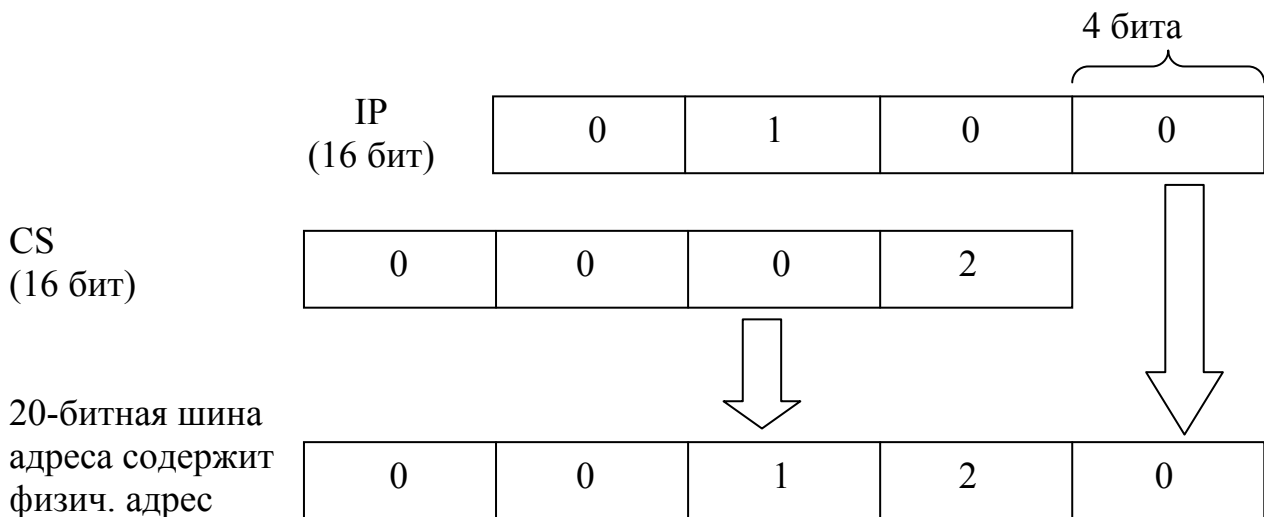 4 бита
IP
(16 бит)
0 1 0 0
CS
(16 бит)
0 0 0 2
20-битная шина
адреса содержит
физич. адрес
0 0 1 2 0